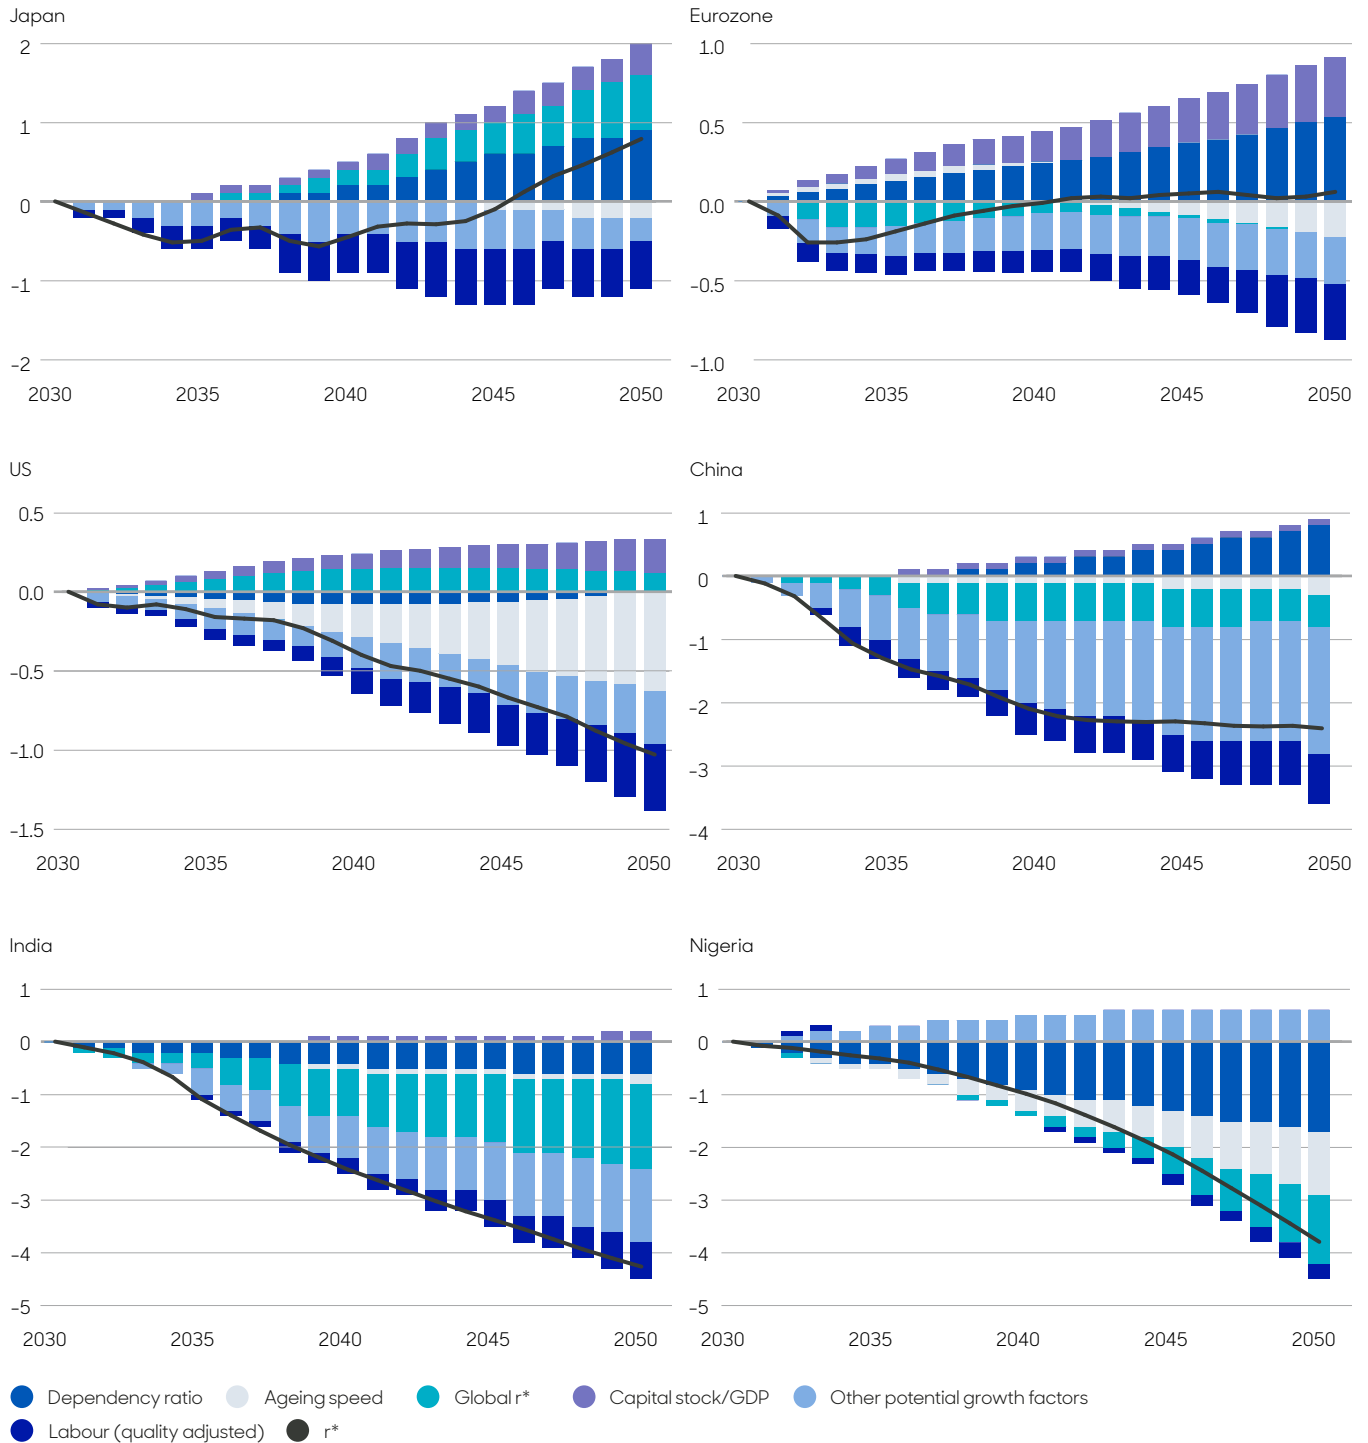 Japan
2
1
0
-1
-2
2030 2035 2040 2045 2050
Eurozone
1.0
0.5
0.0
-0.5
-1.0
2030 2035 2040 2045 2050
US
0.5
0.0
-0.5
-1.0
-1.5
2030 2035 2040 2045 2050
China
1
0
-1
-2
-3
-4
2030 2035 2040 2045 2050
India
1
0
-1
-2
-3
-4
-5
2030 2035 2040 2045 2050
Nigeria
1
0
-1
-2
-3
-4
-5
2030 2035 2040 2045 2050
Dependency ratio Ageing speed Global r* Capital stock/GDP Other potential growth factors
Labour (quality adjusted) r*